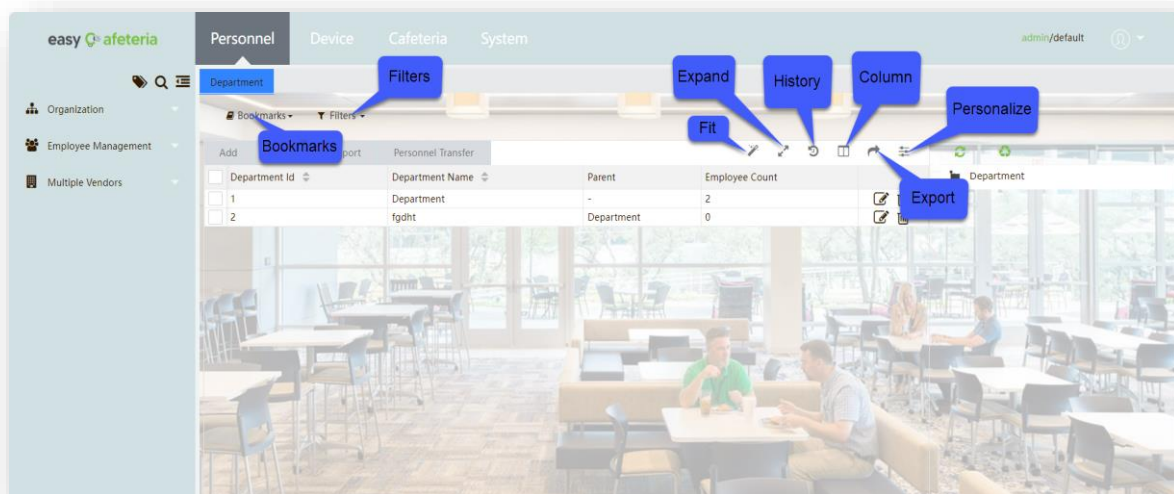 easy Cafeteria
Personnel Device Cafeteria System
admin/default
Department
Filters
Expand
History
Column
Personalize
Fit
Organization
Bookmarks Filters
Bookmarks
Employee Management
Add
port Personnel Transfer
Export
Department
Multiple Vendors
Department Id Department Name Parent Employee Count
1 Department - 2
2 fgdht Department 0